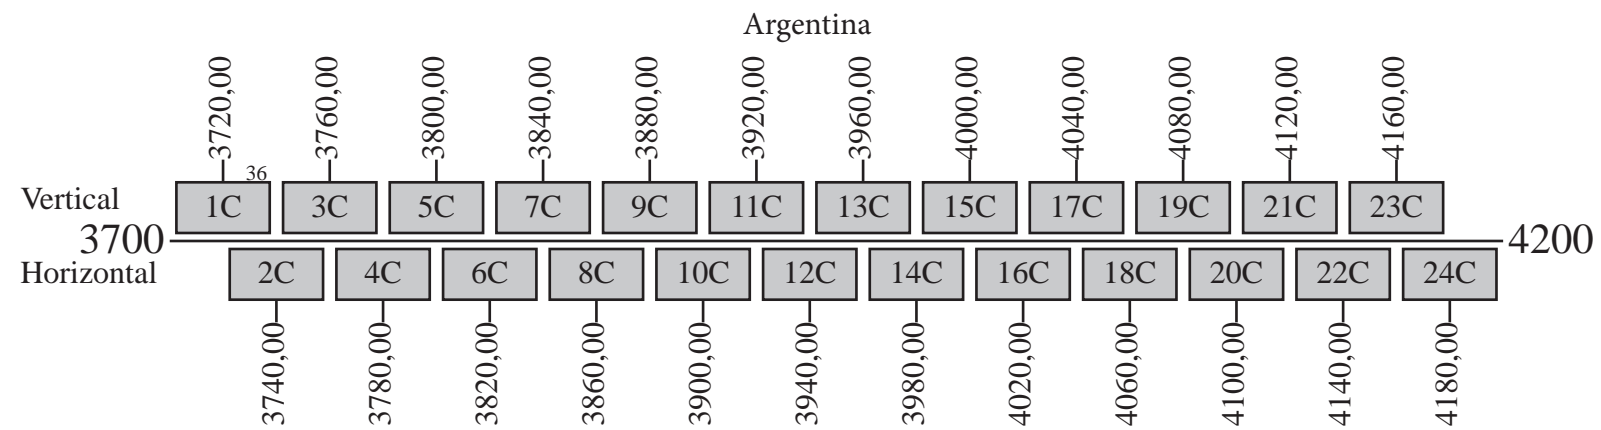 Argentina
3720,00 3760,00 3800,00 3840,00 3880,00 3920,00 3960,00 4000,00 4040,00 4080,00 4120,00 4160,00
36
Vertical 1C 3C 5C 7C 9C 11C 13C 15C 17C 19C 21C 23C
3700 4200
Horizontal 2C 4C 6C 8C 10C 12C 14C 16C 18C 20C 22C 24C
3740,00 3780,00 3820,00 3860,00 3900,00 3940,00 3980,00 4020,00 4060,00 4100,00 4140,00 4180,00